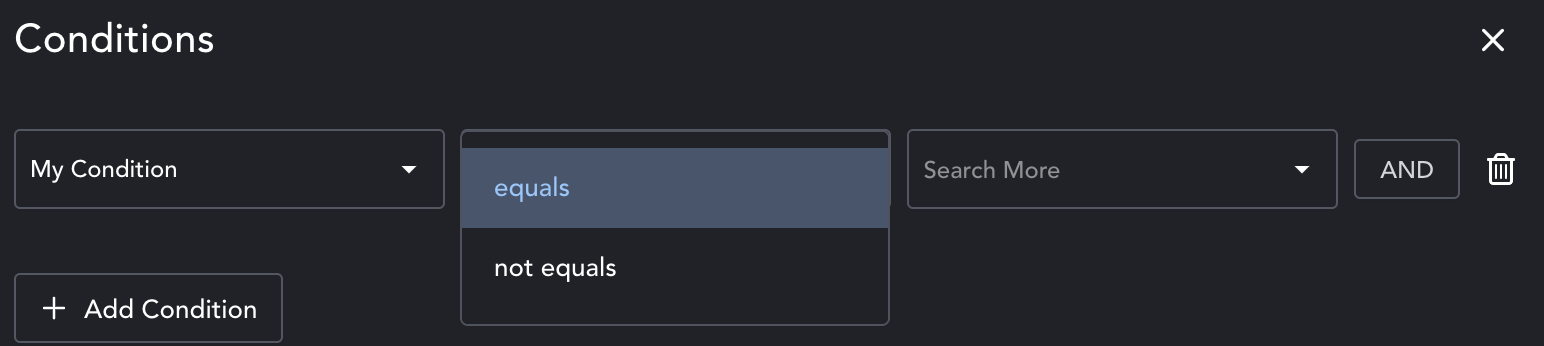 Conditions
My Condition
equals
Search More
AND
not equals
Add Condition